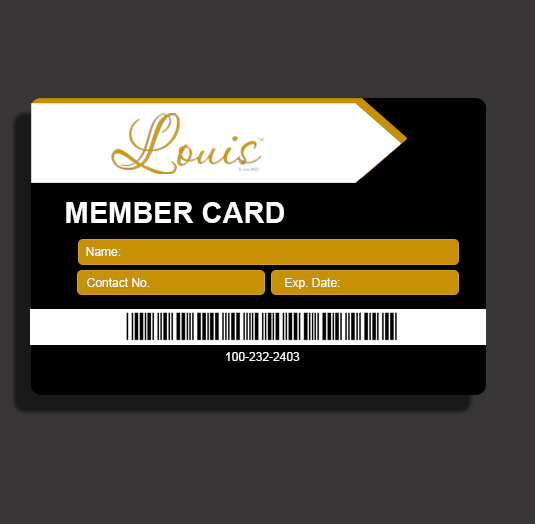 Louis
MEMBER CARD
Name:
Contact No.
Exp. Date:
100-232-2403